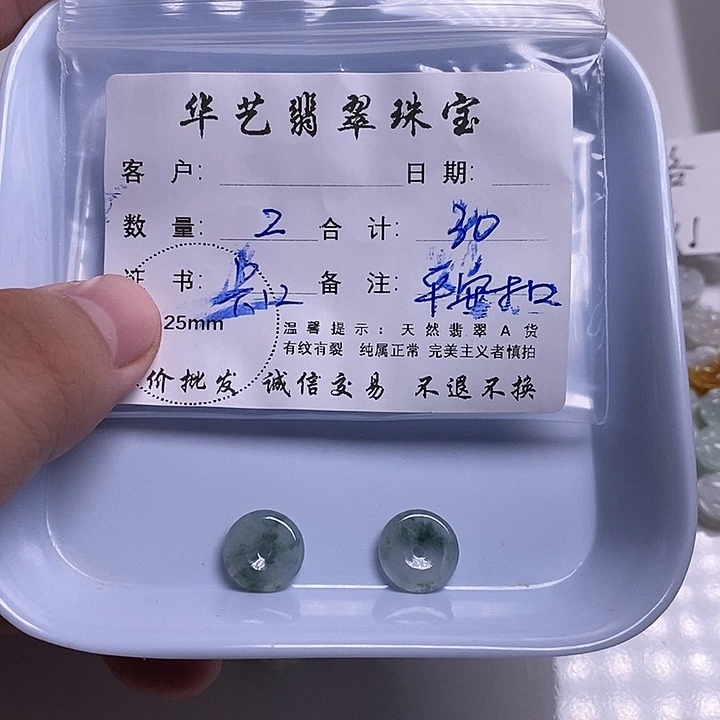 华艺翡翠珠宝
客 户: 日 期:
数 量: 2 合 计: 30
证 书: 12 备 注: 平安扣
25mm
温馨提示:天然翡翠A货
有纹有裂 纯属正常 完美主义者慎拍
价批发 诚信交易 不退不换